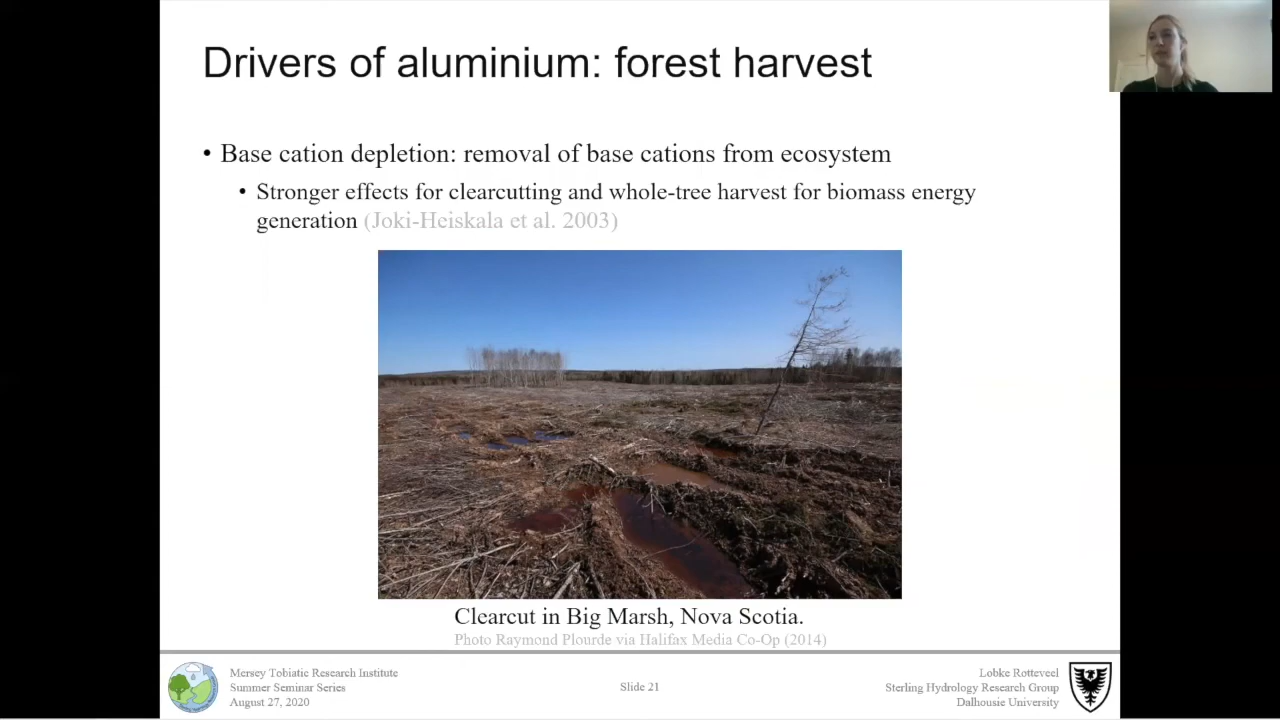 Drivers of aluminium: forest harvest
• Base cation depletion: removal of base cations from ecosystem
• Stronger effects for clearcutting and whole-tree harvest for biomass energy
generation (Joki-Heiskala et al. 2003)
Clearcut in Big Marsh, Nova Scotia.
Photo Raymond Plourde via Halifax Media Co-Op (2014)
Mersey Tobiatic Research Institute
Summer Seminar Series
August 27, 2020
Slide 21
Lobke Rotteveel
Sterling Hydrology Research Group
Dalhousie University